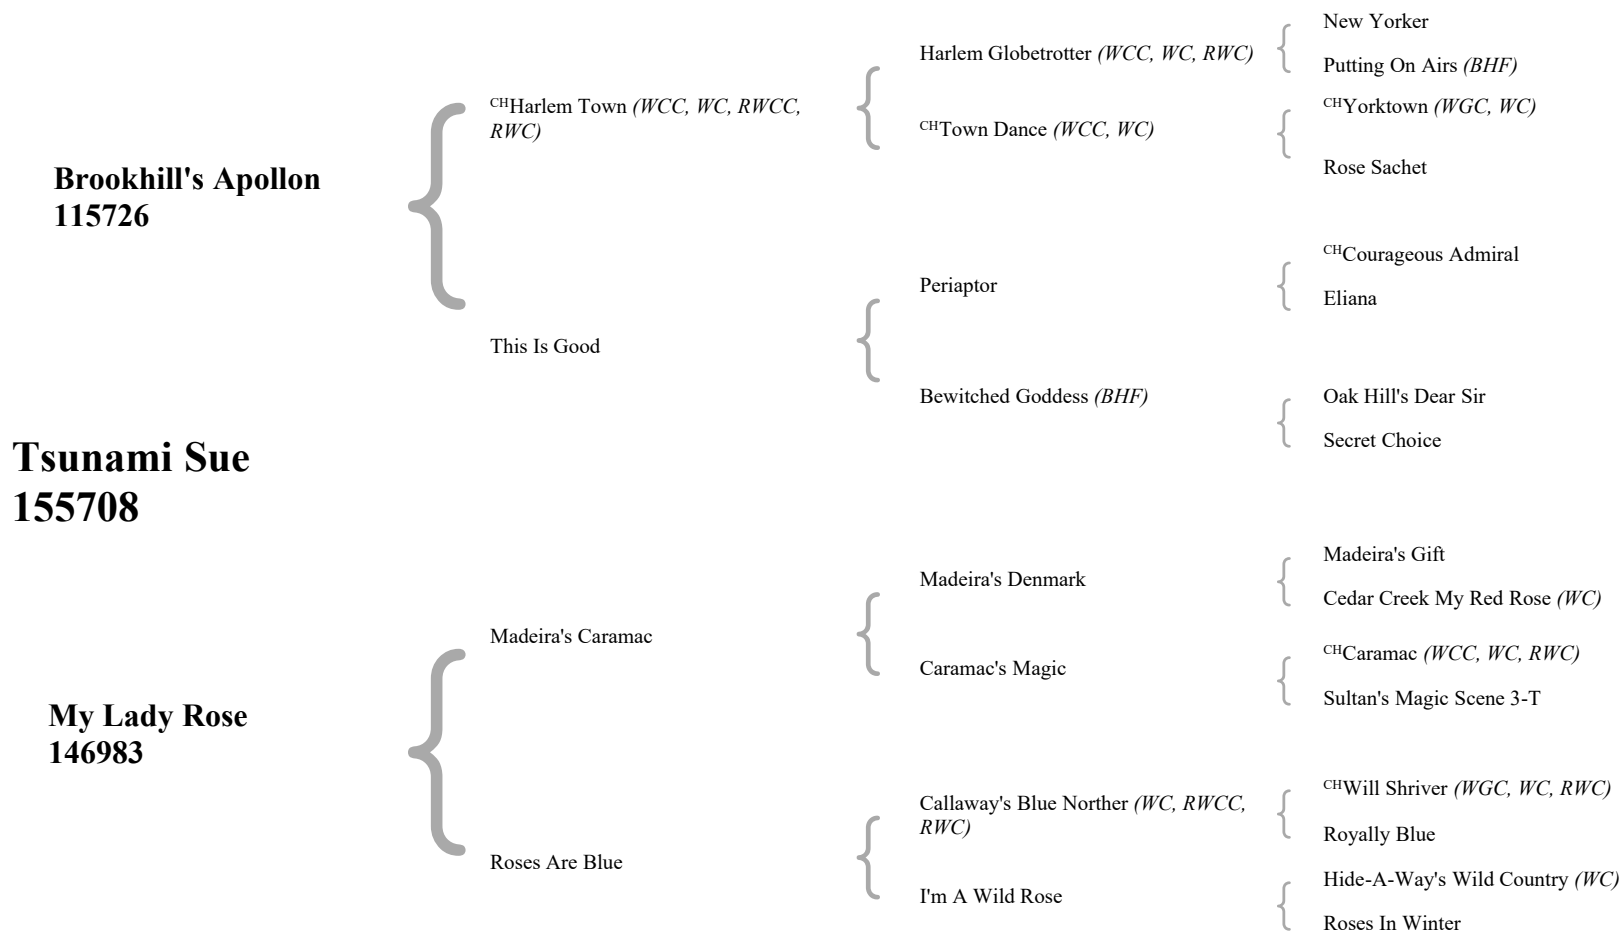 New Yorker
Harlem Globetrotter (WCC, WC, RWC)
Putting On Airs (BHF)
CHHarlem Town (WCC, WC, RWCC,
RWC)
CHYorktown (WGC, WC)
CHTown Dance (WCC, WC)
Rose Sachet
Brookhill's Apollon
115726
CHCourageous Admiral
Periaptor
Eliana
This Is Good
Bewitched Goddess (BHF)
Oak Hill's Dear Sir
Secret Choice
Tsunami Sue
155708
Madeira's Gift
Madeira's Denmark
Cedar Creek My Red Rose (WC)
Madeira's Caramac
CHCaramac (WCC, WC, RWC)
Caramac's Magic
Sultan's Magic Scene 3-T
My Lady Rose
146983
CHWill Shriver (WGC, WC, RWC)
Callaway's Blue Norther (WC, RWCC,
RWC)
Royally Blue
Roses Are Blue
Hide-A-Way's Wild Country (WC)
I'm A Wild Rose
Roses In Winter